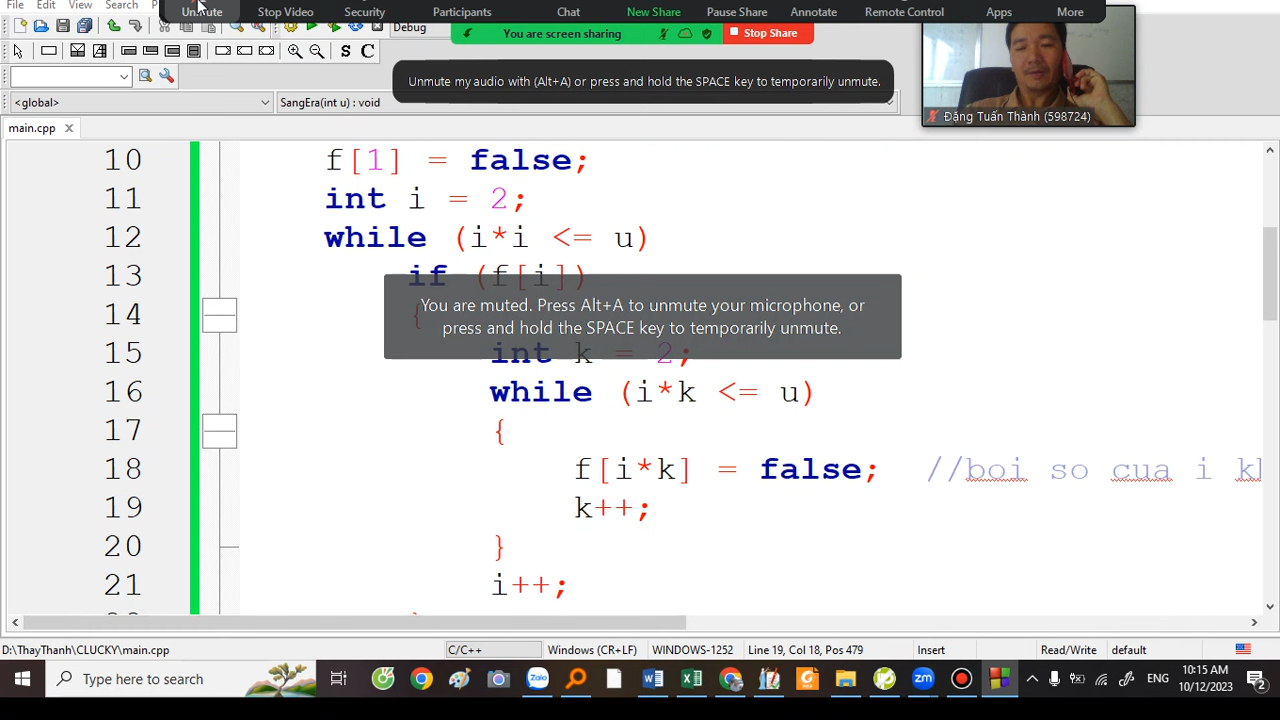 File Edit View Search
Unmute Stop Video Security Participants Chat New Share Pause Share Annotate Remote Control Apps More
You are screen sharing Stop Share
Debug
Unmute my audio with (Alt+A) or press and hold the SPACE key to temporarily unmute.
Đặng Tuấn Thành (598724)
<global> SangEra(int u) : void
main.cpp
10 f[1] = false;
11 int i = 2;
12 while (i*i <= u)
13 if (f[i])
14 {
You are muted. Press Alt+A to unmute your microphone, or
press and hold the SPACE key to temporarily unmute.
15 int k = 2;
16 while (i*k <= u)
17 {
18 f[i*k] = false; //boi so cua i
19 k++;
20 }
21 i++;
D:\ThayThanh\CLUCKY\main.cpp C/C++ Windows (CR+LF) WINDOWS-1252 Line 19, Col 18, Pos 479 Insert Read/Write default
Type here to search
ENG
10:15 AM
10/12/2023
2